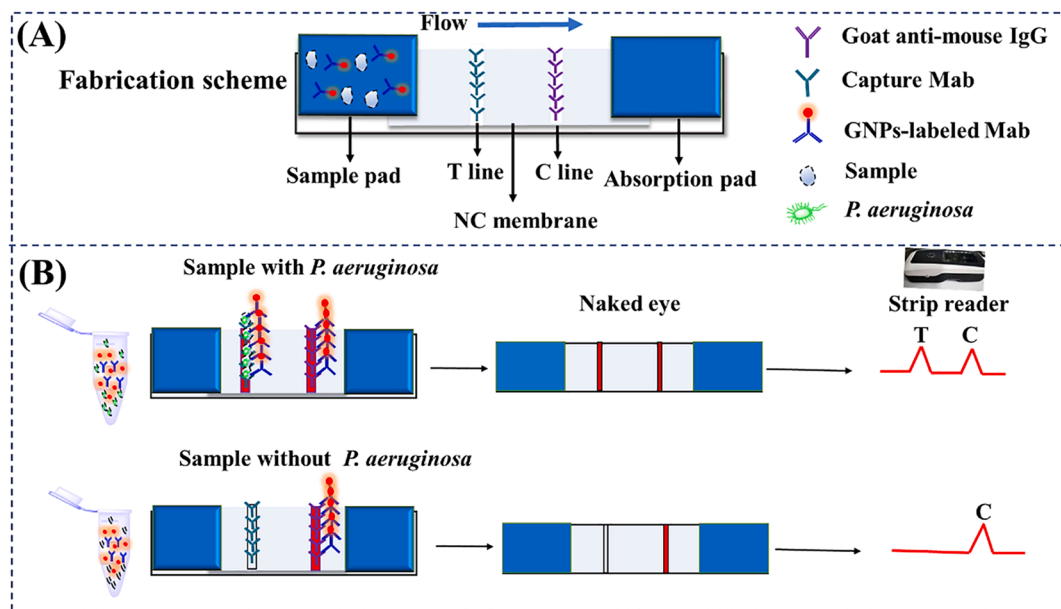 (A)
Flow
Fabrication scheme
Sample pad
T line
C line
Absorption pad
NC membrane
Goat anti-mouse IgG
Capture Mab
GNPs-labeled Mab
Sample
P. aeruginosa
(B)
Sample with P. aeruginosa
Naked eye
Strip reader
T C
Sample without P. aeruginosa
C